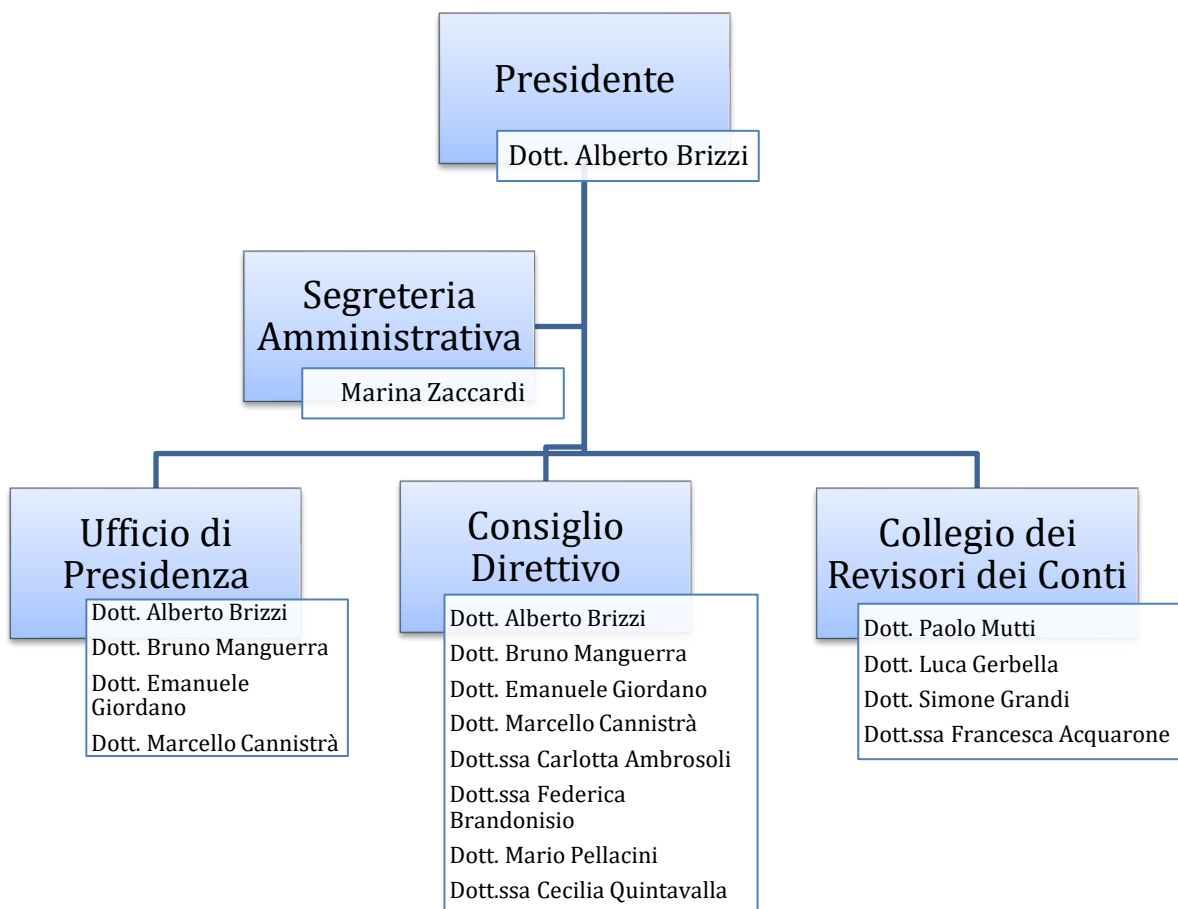 Presidente
Dott. Alberto Brizzi
Segreteria
Amministrativa
Marina Zaccardi
Ufficio di
Presidenza
Dott. Alberto Brizzi
Dott. Bruno Manguerra
Dott. Emanuele
Giordano
Dott. Marcello Cannistrà
Consiglio
Direttivo
Dott. Alberto Brizzi
Dott. Bruno Manguerra
Dott. Emanuele Giordano
Dott. Marcello Cannistrà
Dott.ssa Carlotta Ambrosoli
Dott.ssa Federica
Brandonisio
Dott. Mario Pellacini
Dott.ssa Cecilia Quintavalla
Collegio dei
Revisori dei Conti
Dott. Paolo Mutti
Dott. Luca Gerbella
Dott. Simone Grandi
Dott.ssa Francesca Acquarone